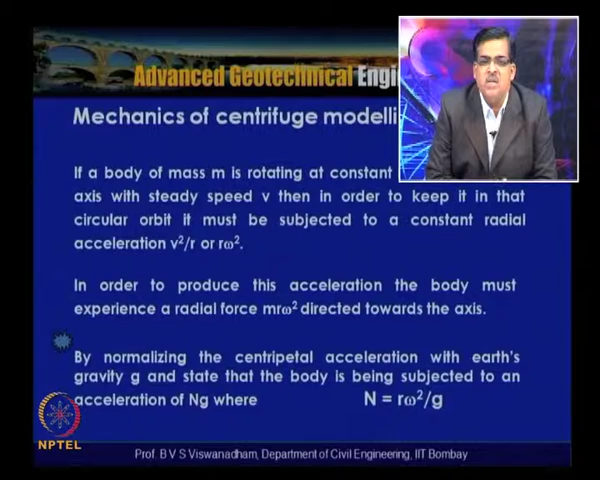 Advanced Geotechnical Engi
Mechanics of centrifuge modelli
If a body of mass m is rotating at constant
axis with steady speed v then in order to keep it in that
circular orbit it must be subjected to a constant radial
acceleration v²/r or rω².
In order to produce this acceleration the body must
experience a radial force mrω² directed towards the axis.
By normalizing the centripetal acceleration with earth's
gravity g and state that the body is being subjected to an
acceleration of Ng where N = rω²/g
NPTEL
Prof. B V S Viswanadham, Department of Civil Engineering, IIT Bombay